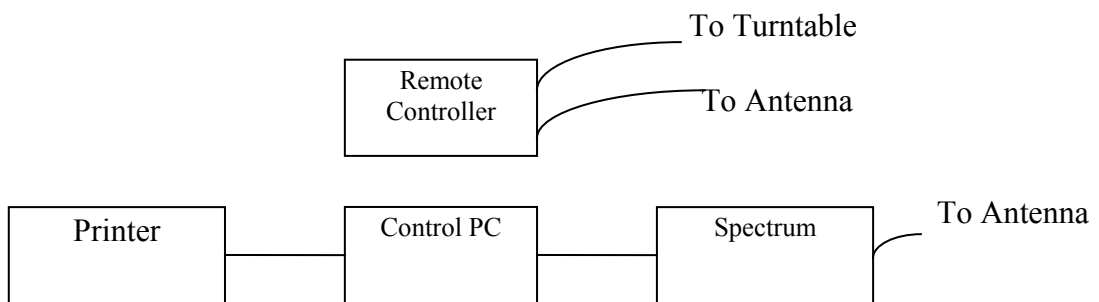 To Turntable
Remote
Controller
To Antenna
Printer
Control PC
Spectrum
To Antenna